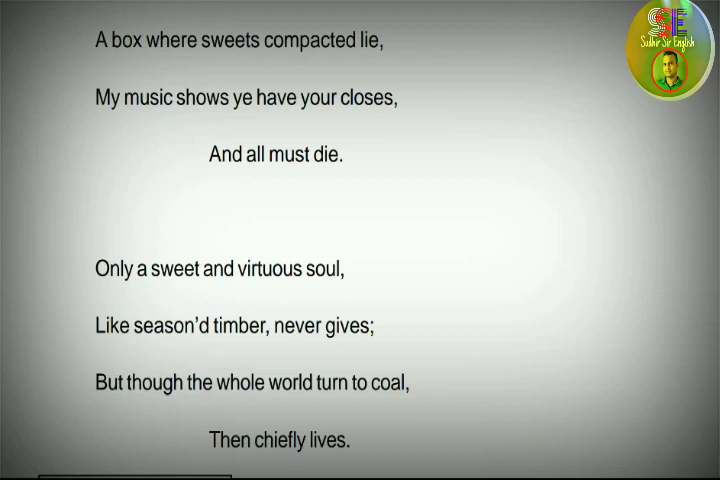 SE
Sudhir Sir English
A box where sweets compacted lie,
My music shows ye have your closes,
And all must die.
Only a sweet and virtuous soul,
Like season’d timber, never gives;
But though the whole world turn to coal,
Then chiefly lives.